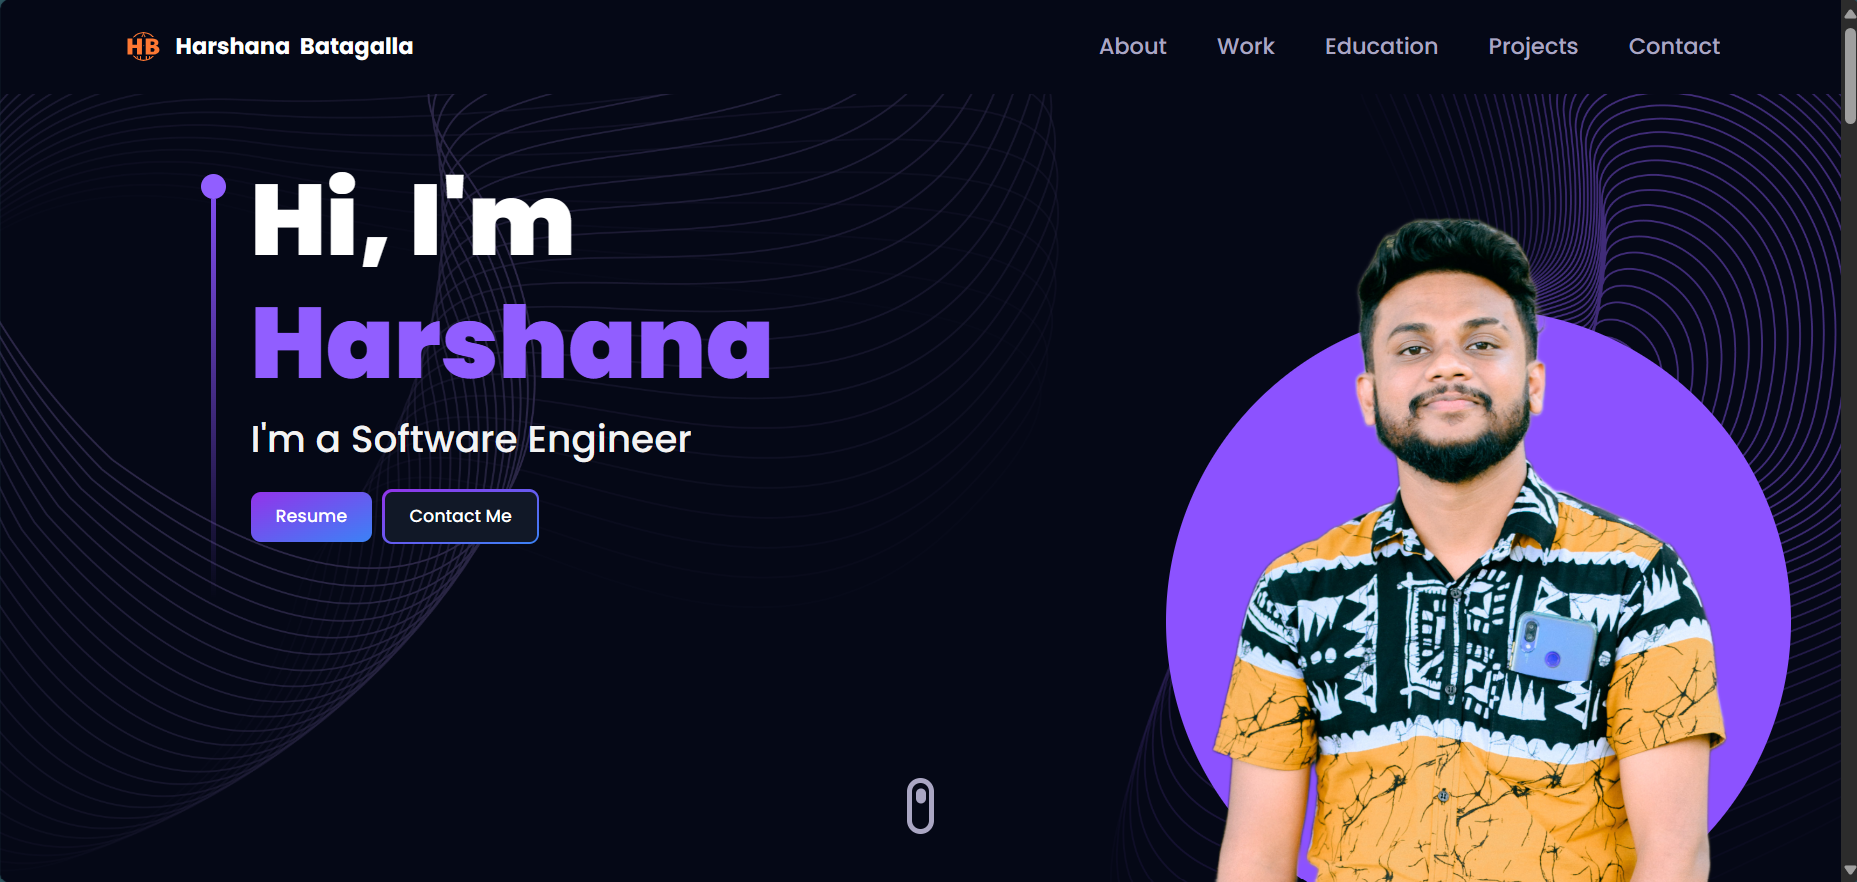 HB Harshana Batagalla About Work Education Projects Contact
Hi, I'm
Harshana
I'm a Software Engineer
Resume Contact Me